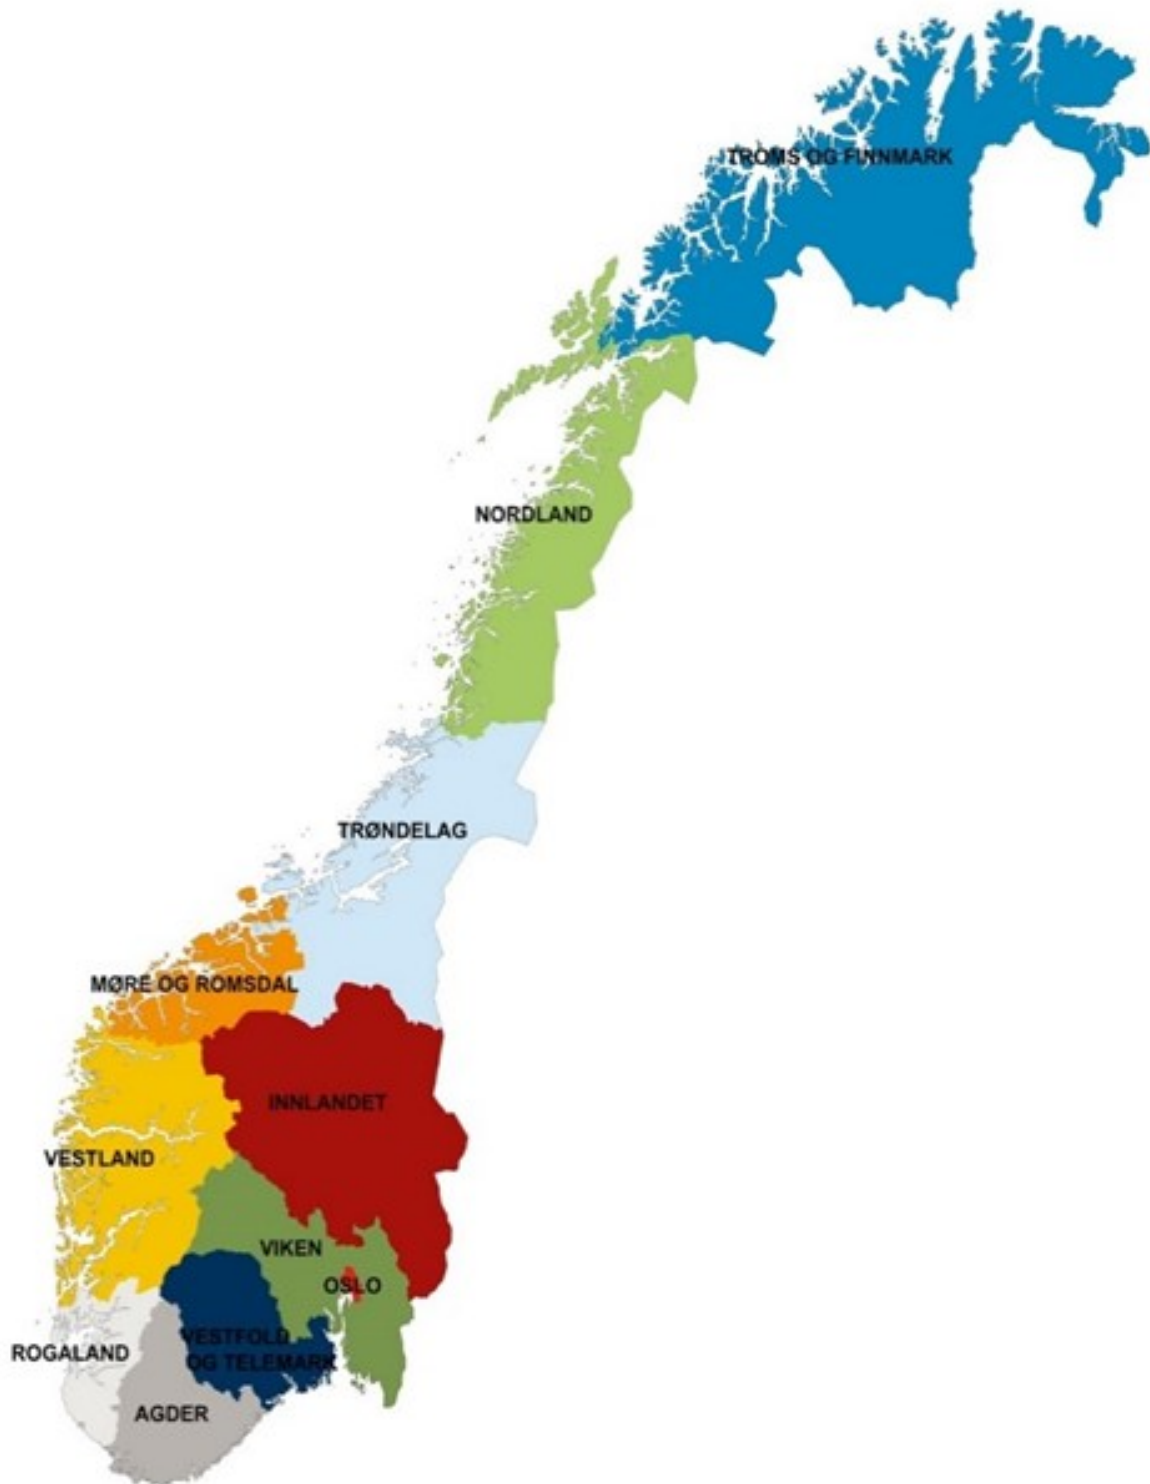 TROMS OG FINNMARK
NORDLAND
TRØNDELAG
MØRE OG ROMSDAL
INNLANDET
VESTLAND
VIKEN
OSLO
VESTFOLD
OG TELEMARK
ROGALAND
AGDER